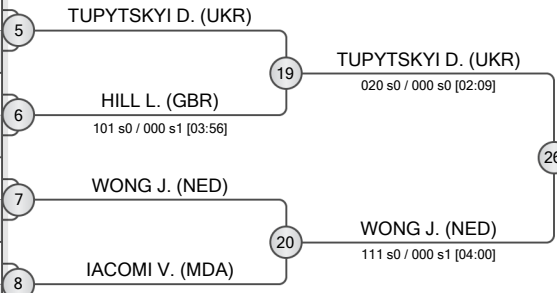 TUPYTSKYI D. (UKR)
5
19
TUPYTSKYI D. (UKR)
020 s0 / 000 s0 [02:09]
HILL L. (GBR)
6
101 s0 / 000 s1 [03:56]
26
WONG J. (NED)
7
20
WONG J. (NED)
111 s0 / 000 s1 [04:00]
IACOMI V. (MDA)
8